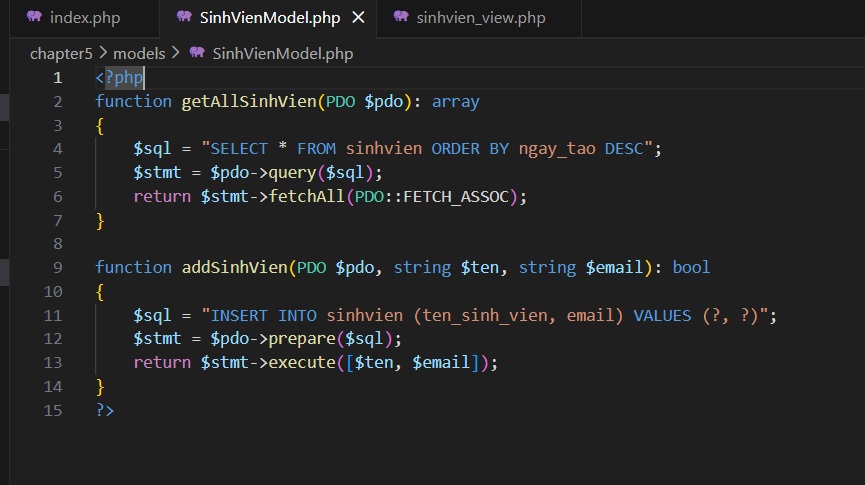 index.php SinhVienModel.php × sinhvien_view.php
chapter5 > models > SinhVienModel.php
1 <?php
2 function getAllSinhVien(PDO $pdo): array
3 {
4 $sql = "SELECT * FROM sinhvien ORDER BY ngay_tao DESC";
5 $stmt = $pdo->query($sql);
6 return $stmt->fetchAll(PDO::FETCH_ASSOC);
7 }
8
9 function addSinhVien(PDO $pdo, string $ten, string $email): bool
10 {
11 $sql = "INSERT INTO sinhvien (ten_sinh_vien, email) VALUES (?, ?)";
12 $stmt = $pdo->prepare($sql);
13 return $stmt->execute([$ten, $email]);
14 }
15 ?>